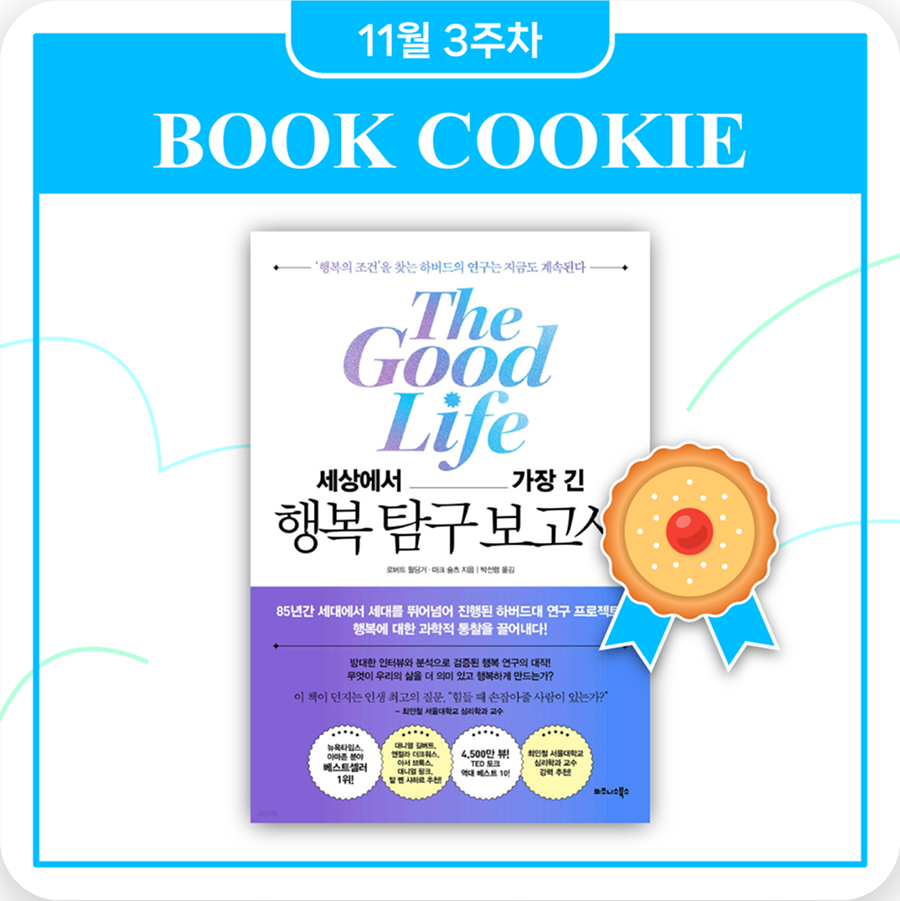 11월 3주차
BOOK COOKIE
'행복의 조건'을 찾는 하버드의 연구는 지금도 계속된다
The
Good
Life
세상에서 가장 긴
행복 탐구 보고서
로버트 월딩거·마크 슐츠 지음 | 박선령 옮김
85년간 세대에서 세대를 뛰어넘어 진행된 하버드대 연구 프로젝트
행복에 대한 과학적 통찰을 끌어내다!
방대한 인터뷰와 분석으로 검증된 행복 연구의 대작!
무엇이 우리의 삶을 더 의미 있고 행복하게 만드는가?
이 책이 던지는 인생 최고의 질문, “힘들 때 손잡아줄 사람이 있는가?”
– 최인철 서울대학교 심리학과 교수
뉴욕타임스,
아마존 분야
베스트셀러
1위!
대니얼 길버트,
앤절라 더크워스,
아서 브룩스,
대니얼 핑크,
탈 벤 샤하르 추천!
4,500만 뷰!
TED 토크
역대 베스트 10!
최인철 서울대학교
심리학과 교수
강력 추천!
비즈니스북스